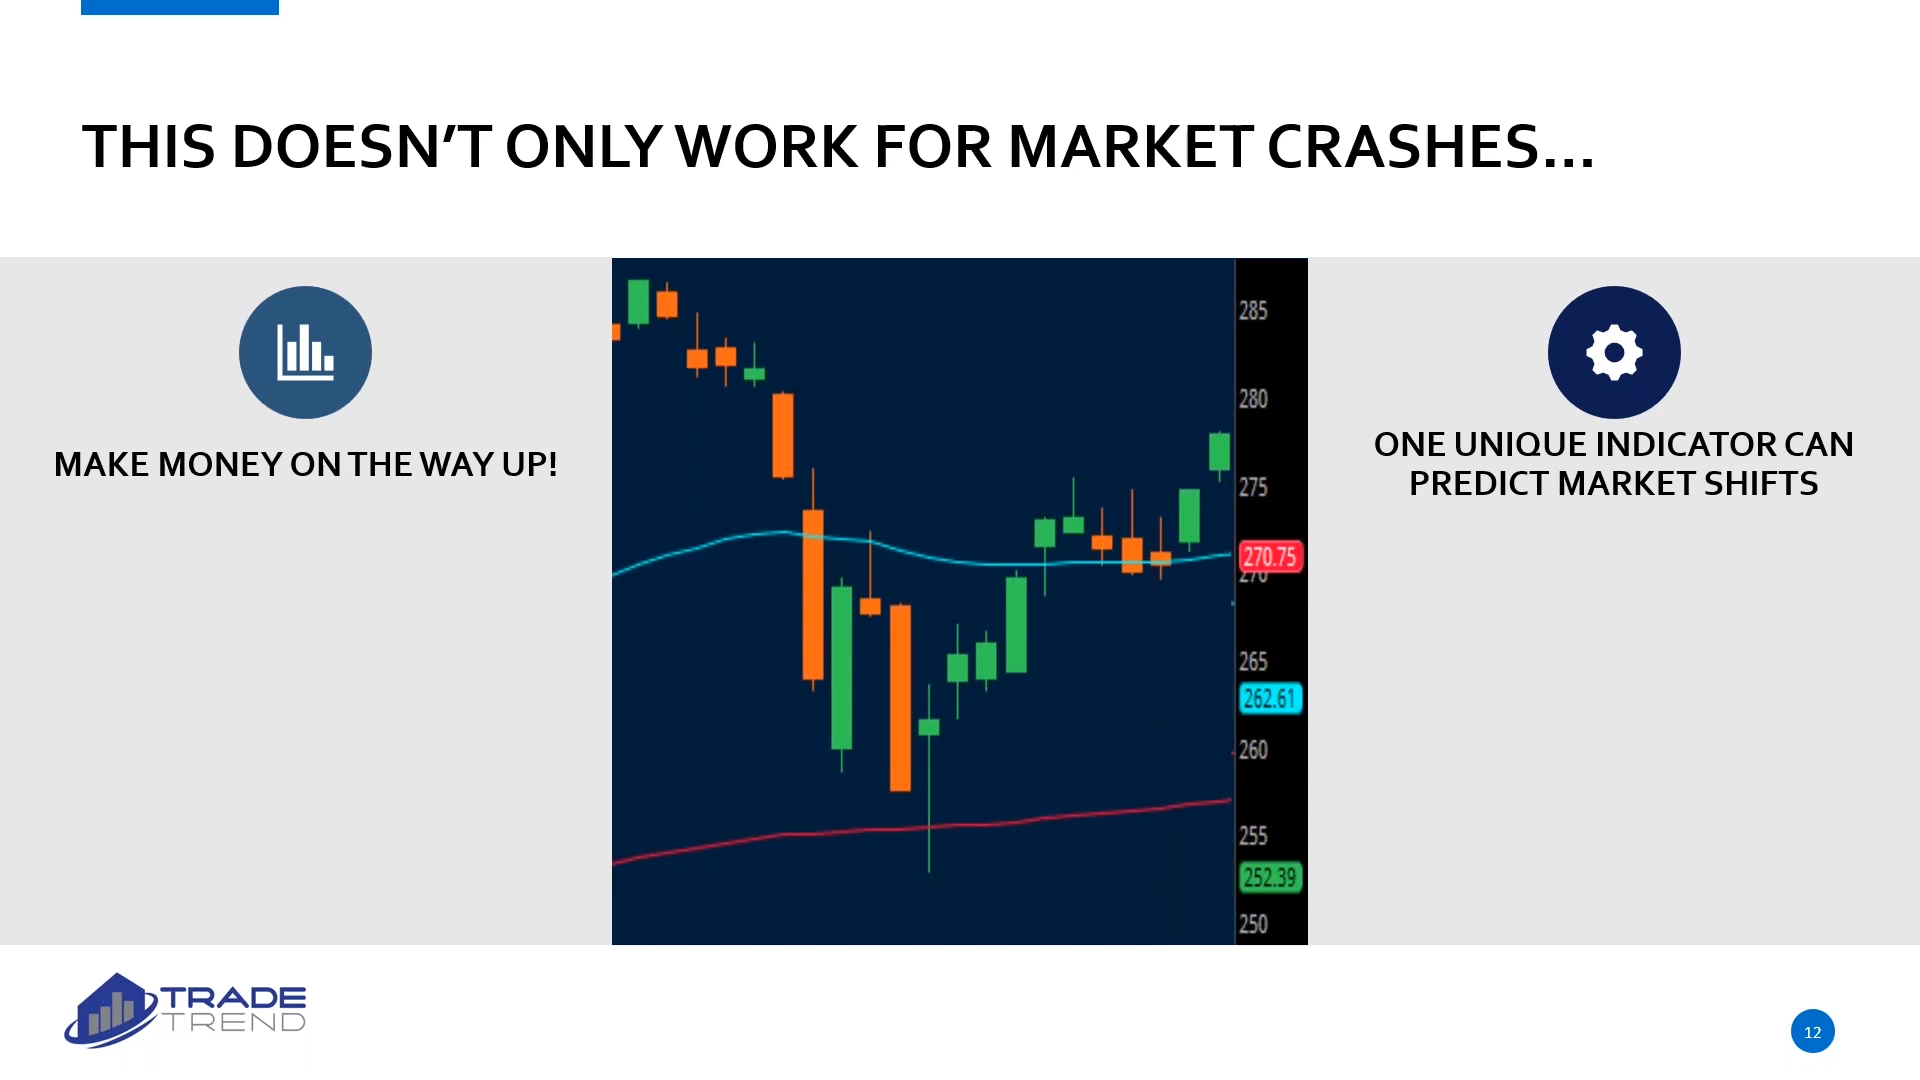 THIS DOESN’T ONLY WORK FOR MARKET CRASHES…
MAKE MONEY ON THE WAY UP!
285
280
275
270.75
270
265
262.61
260
255
252.39
250
ONE UNIQUE INDICATOR CAN
PREDICT MARKET SHIFTS
TRADE
TREND
12